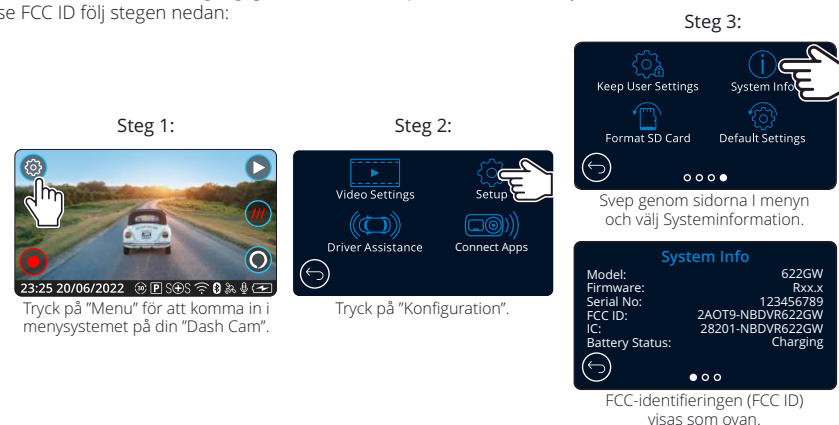 se FCC ID följ stegen nedan:
Steg 1:
23:25 20/06/2022 30 P SOS
Tryck på ”Menu” för att komma in i
menysystemet på din ”Dash Cam”.
Steg 2:
Video Settings
Setup
Driver Assistance
Connect Apps
Tryck på ”Konfiguration”.
Steg 3:
Keep User Settings
System Info
Format SD Card
Default Settings
Svep genom sidorna I menyn
och välj Systeminformation.
System Info
Model: 622GW
Firmware: Rxx.x
Serial No: 123456789
FCC ID: 2AOT9-NBDVR622GW
IC: 28201-NBDVR622GW
Battery Status: Charging
FCC-identifieringen (FCC ID)
visas som ovan.